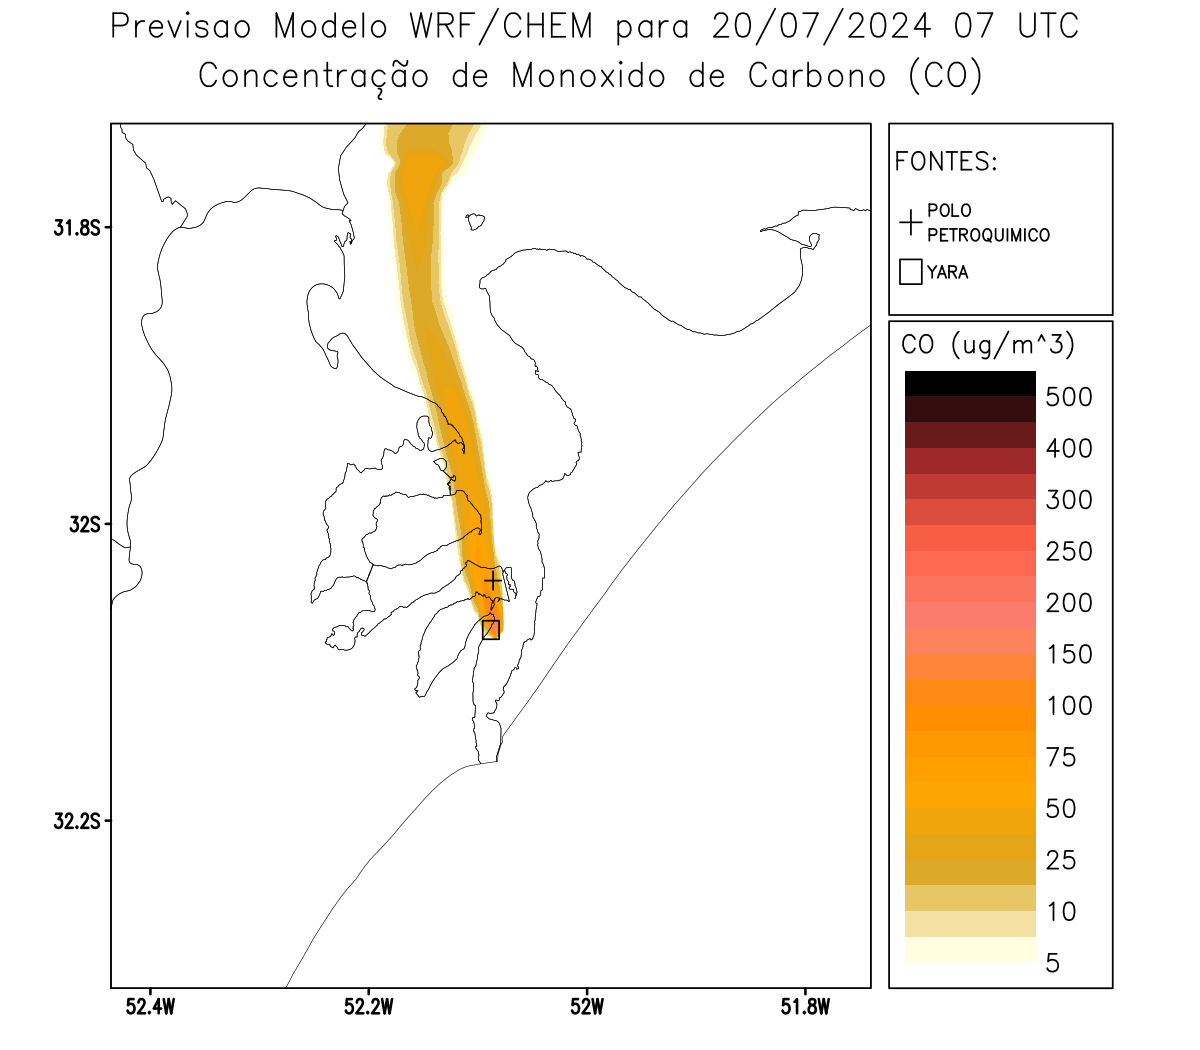 Previsao Modelo WRF/CHEM para 20/07/2024 07 UTC
Concentração de Monoxido de Carbono (CO)
FONTES:
POLO
PETROQUIMICO
YARA
CO (ug/m^3)
500
400
300
250
200
150
100
75
50
25
10
5
31.8S
32S
32.2S
52.4W
52.2W
52W
51.8W